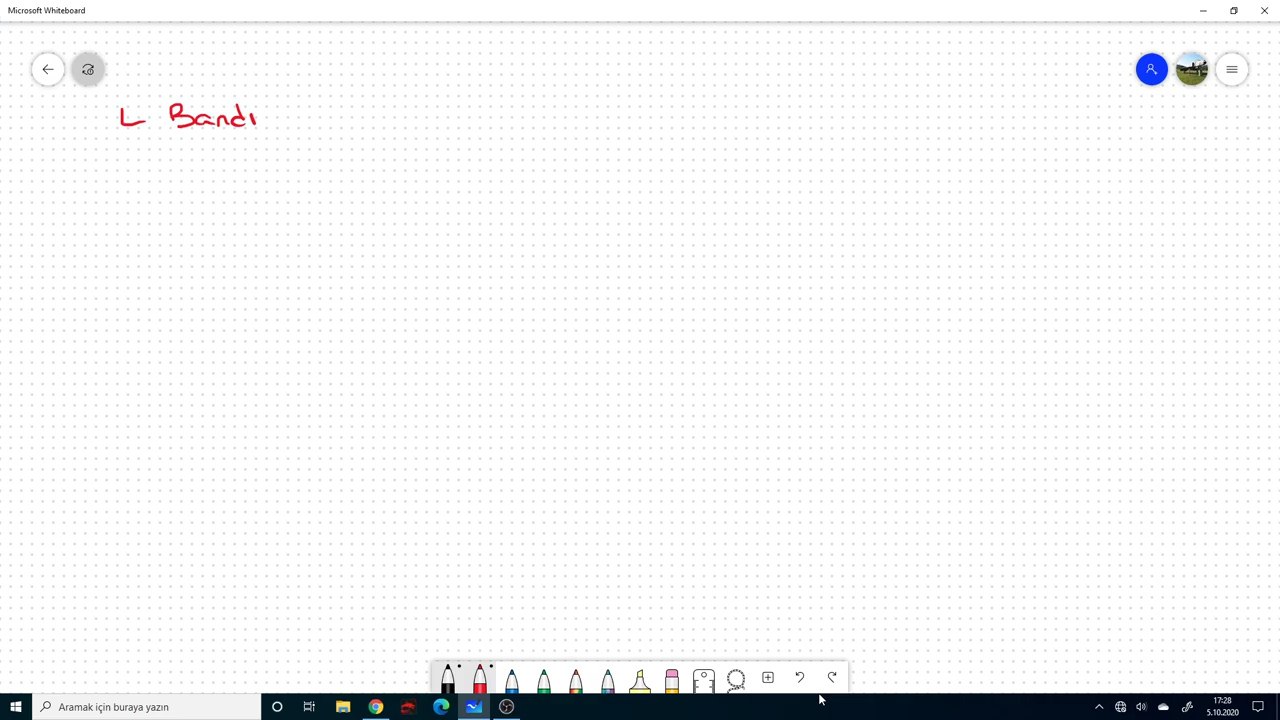 Microsoft Whiteboard
L Bandı
Aramak için buraya yazın
17:28
5.10.2020